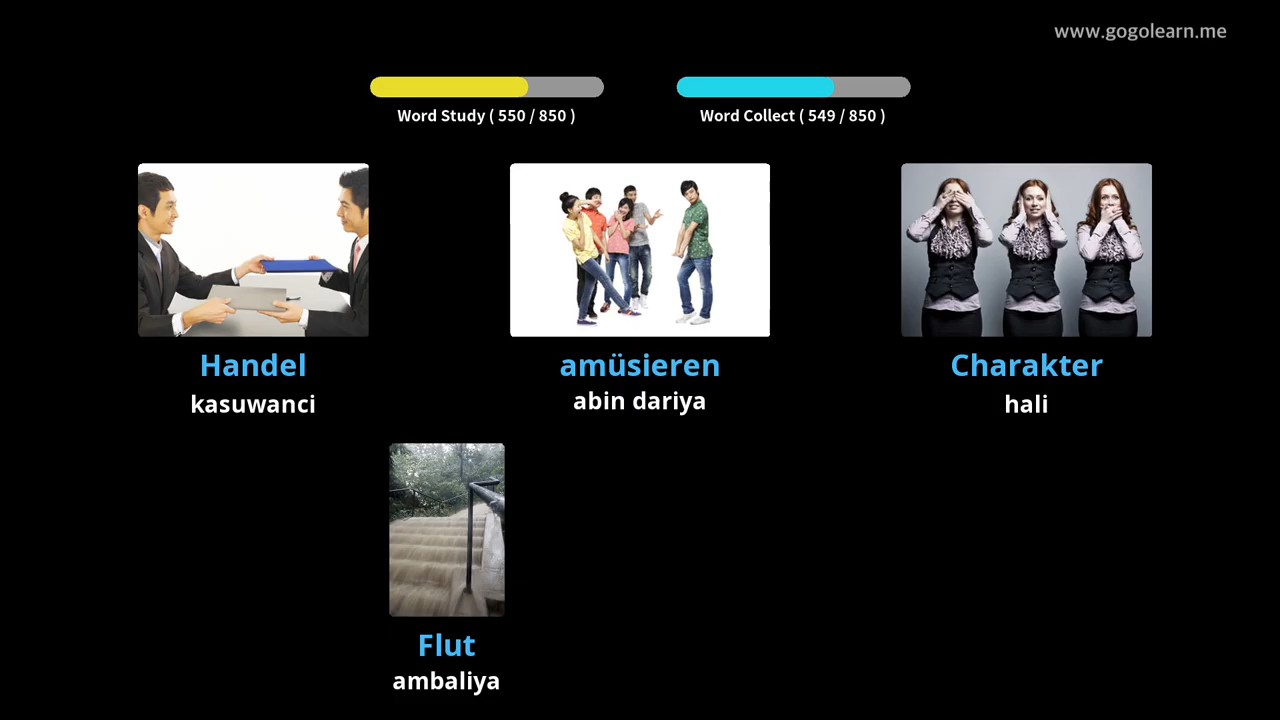 www.gogolearn.me
Word Study ( 550 / 850 )
Word Collect ( 549 / 850 )
Handel
kasuwanci
amüsieren
abin dariya
Charakter
hali
Flut
ambaliya